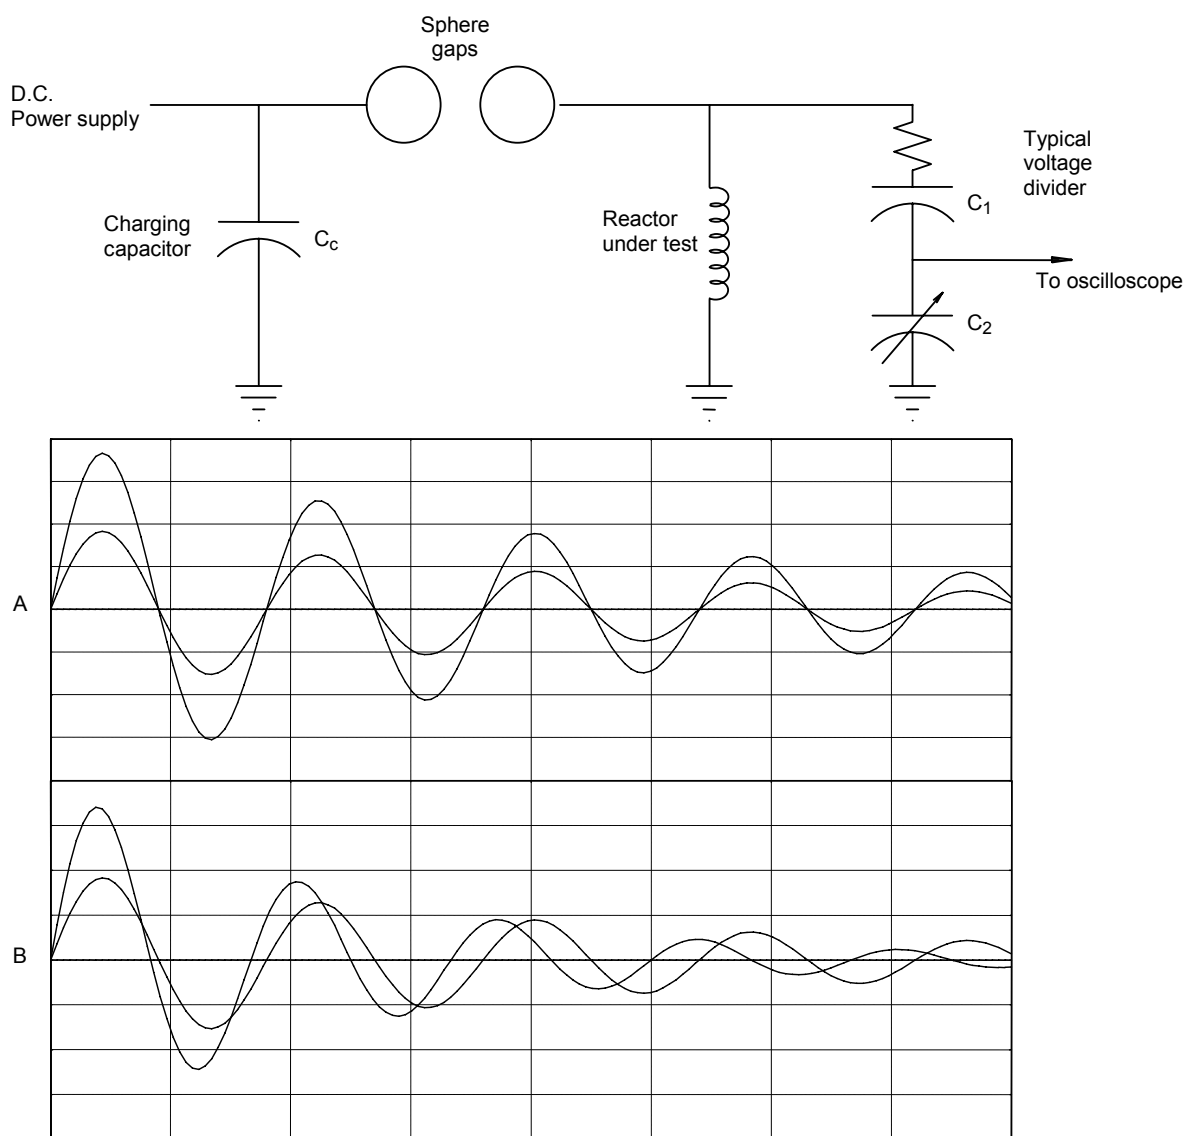 Sphere
gaps
D.C.
Power supply
Typical
voltage
divider
Charging
capacitor
Cc
Reactor
under test
C1
To oscilloscope
C2
A
B